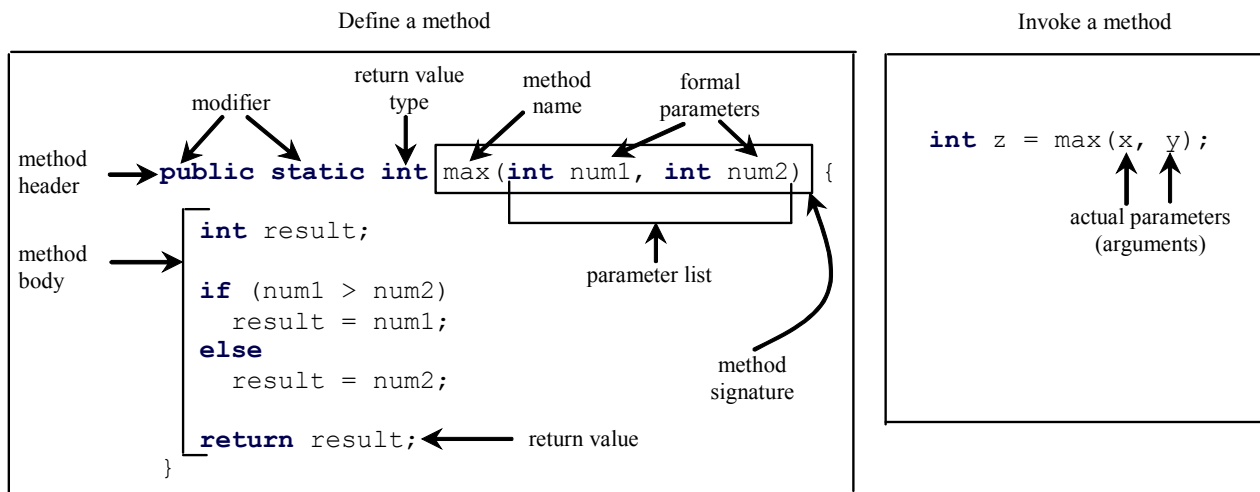 Define a method
Invoke a method
return value
type
method
name
formal
parameters
modifier
method
header
public static int max(int num1, int num2) {
int result;
method
body
parameter list
if (num1 > num2)
result = num1;
else
result = num2;
method
signature
return result;
return value
}
int z = max(x, y);
actual parameters
(arguments)